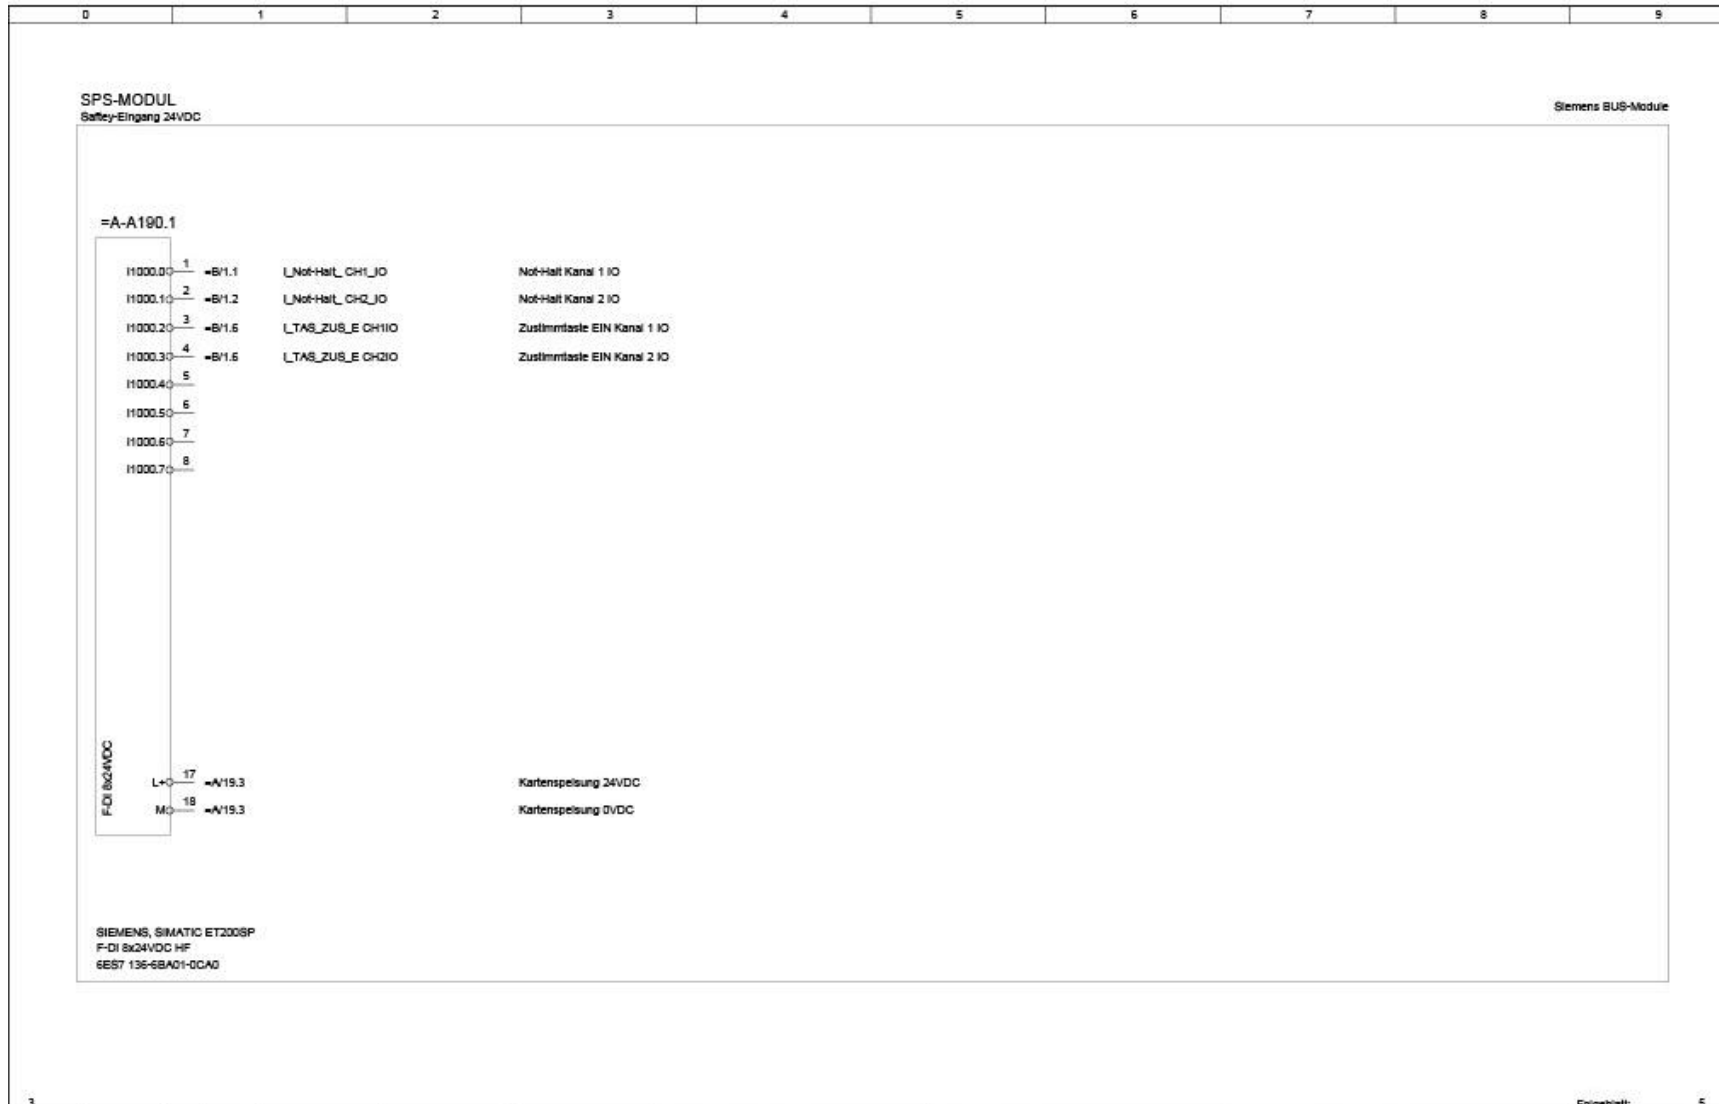 0 1 2 3 4 5 6 7 8 9
SPS-MODUL
Saftey-Eingang 24VDC
Siemens BUS-Module
=A-A190.1
I1000.0 1 =B/1.1 I_Not-Halt_ CH1_IO Not-Halt Kanal 1 IO
I1000.1 2 =B/1.2 I_Not-Halt_ CH2_IO Not-Halt Kanal 2 IO
I1000.2 3 =B/1.6 I_TAS_ZUS_E CH1IO Zustimmtaste EIN Kanal 1 IO
I1000.3 4 =B/1.6 I_TAS_ZUS_E CH2IO Zustimmtaste EIN Kanal 2 IO
I1000.4 5
I1000.5 6
I1000.6 7
I1000.7 8
F-DI 8x24VDC
L+ 17 =A/19.3 Kartenspeisung 24VDC
M 18 =A/19.3 Kartenspeisung 0VDC
SIEMENS, SIMATIC ET200SP
F-DI 8x24VDC HF
6ES7 136-6BA01-0CA0
3 Folgeblatt: 5